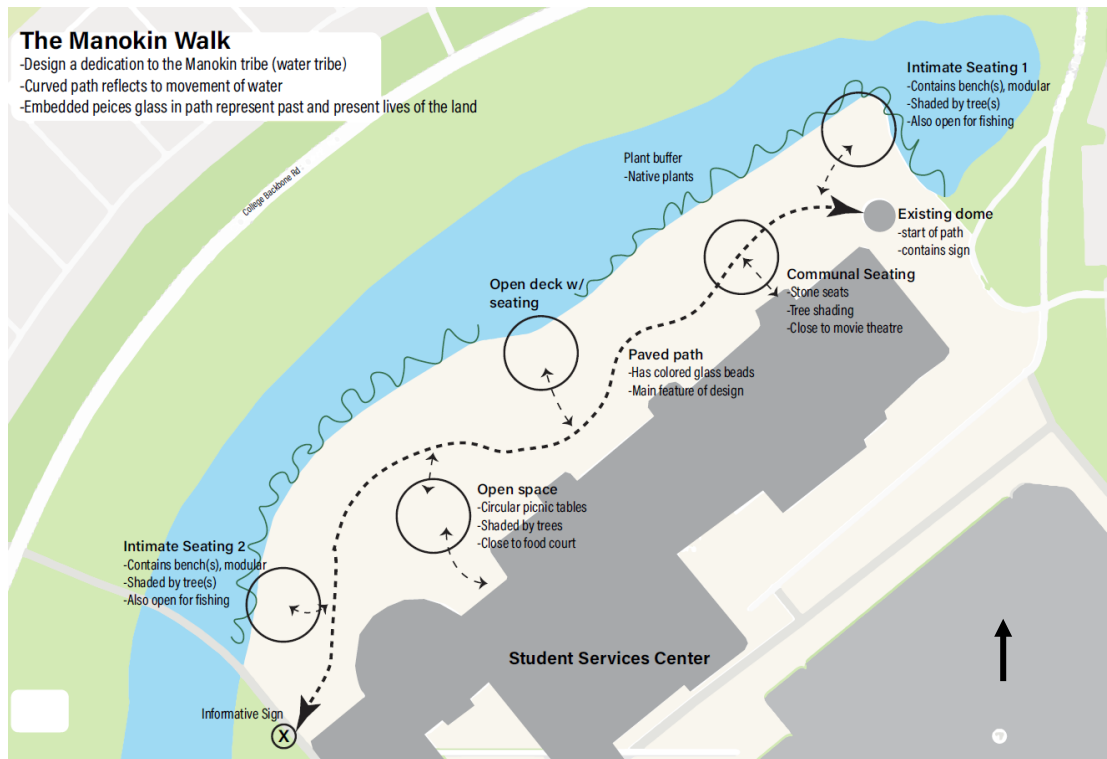 The Manokin Walk
-Design a dedication to the Manokin tribe (water tribe)
-Curved path reflects to movement of water
-Embedded peices glass in path represent past and present lives of the land
College Backbone Rd
Intimate Seating 1
-Contains bench(s), modular
-Shaded by tree(s)
-Also open for fishing
Plant buffer
-Native plants
Existing dome
-start of path
-contains sign
Communal Seating
-Stone seats
-Tree shading
-Close to movie theatre
Open deck w/
seating
Paved path
-Has colored glass beads
-Main feature of design
Open space
-Circular picnic tables
-Shaded by trees
-Close to food court
Intimate Seating 2
-Contains bench(s), modular
-Shaded by tree(s)
-Also open for fishing
Student Services Center
Informative Sign
X